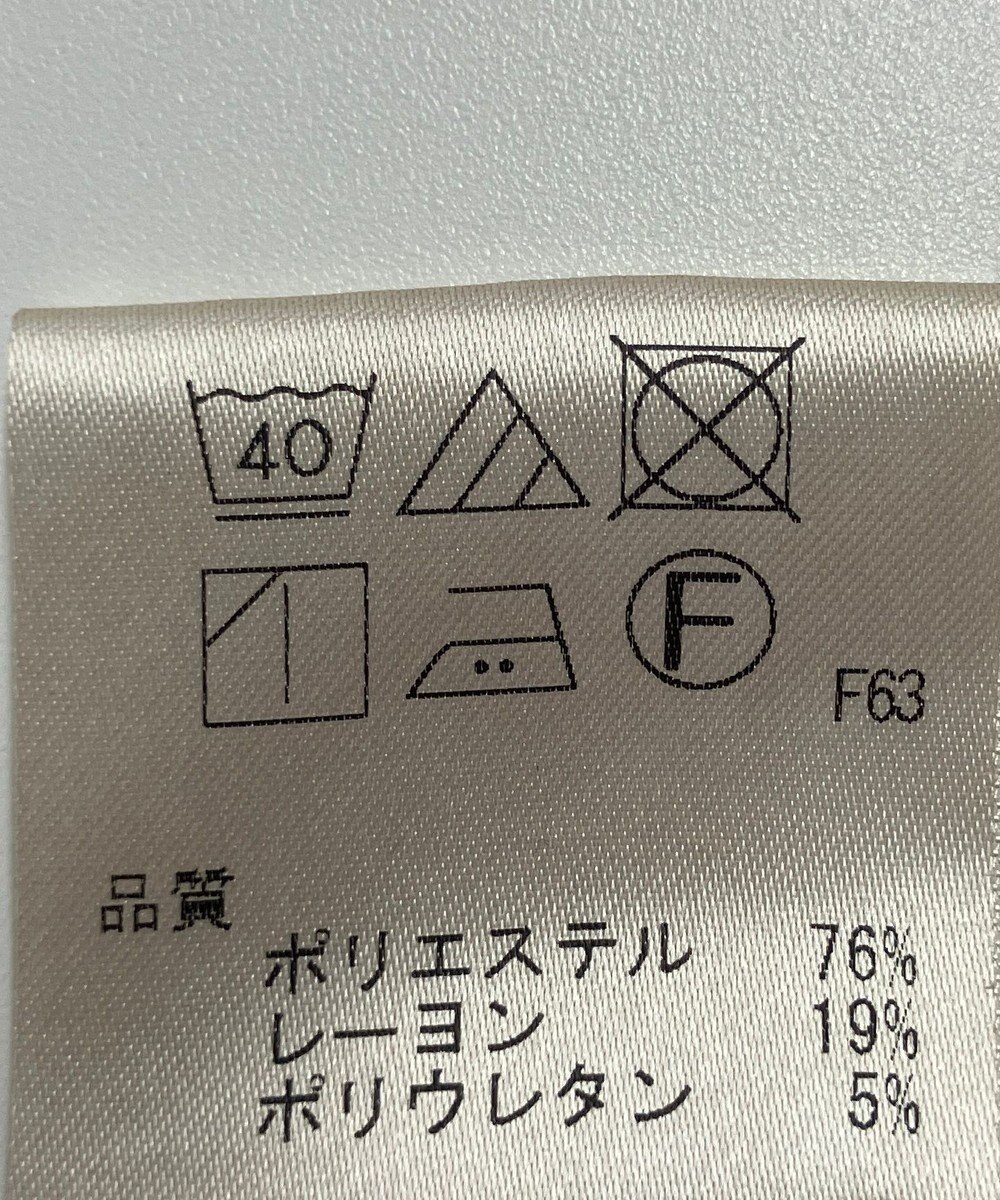 40
F
F63
品質
ポリエステル 76%
レーヨン 19%
ポリウレタン 5%